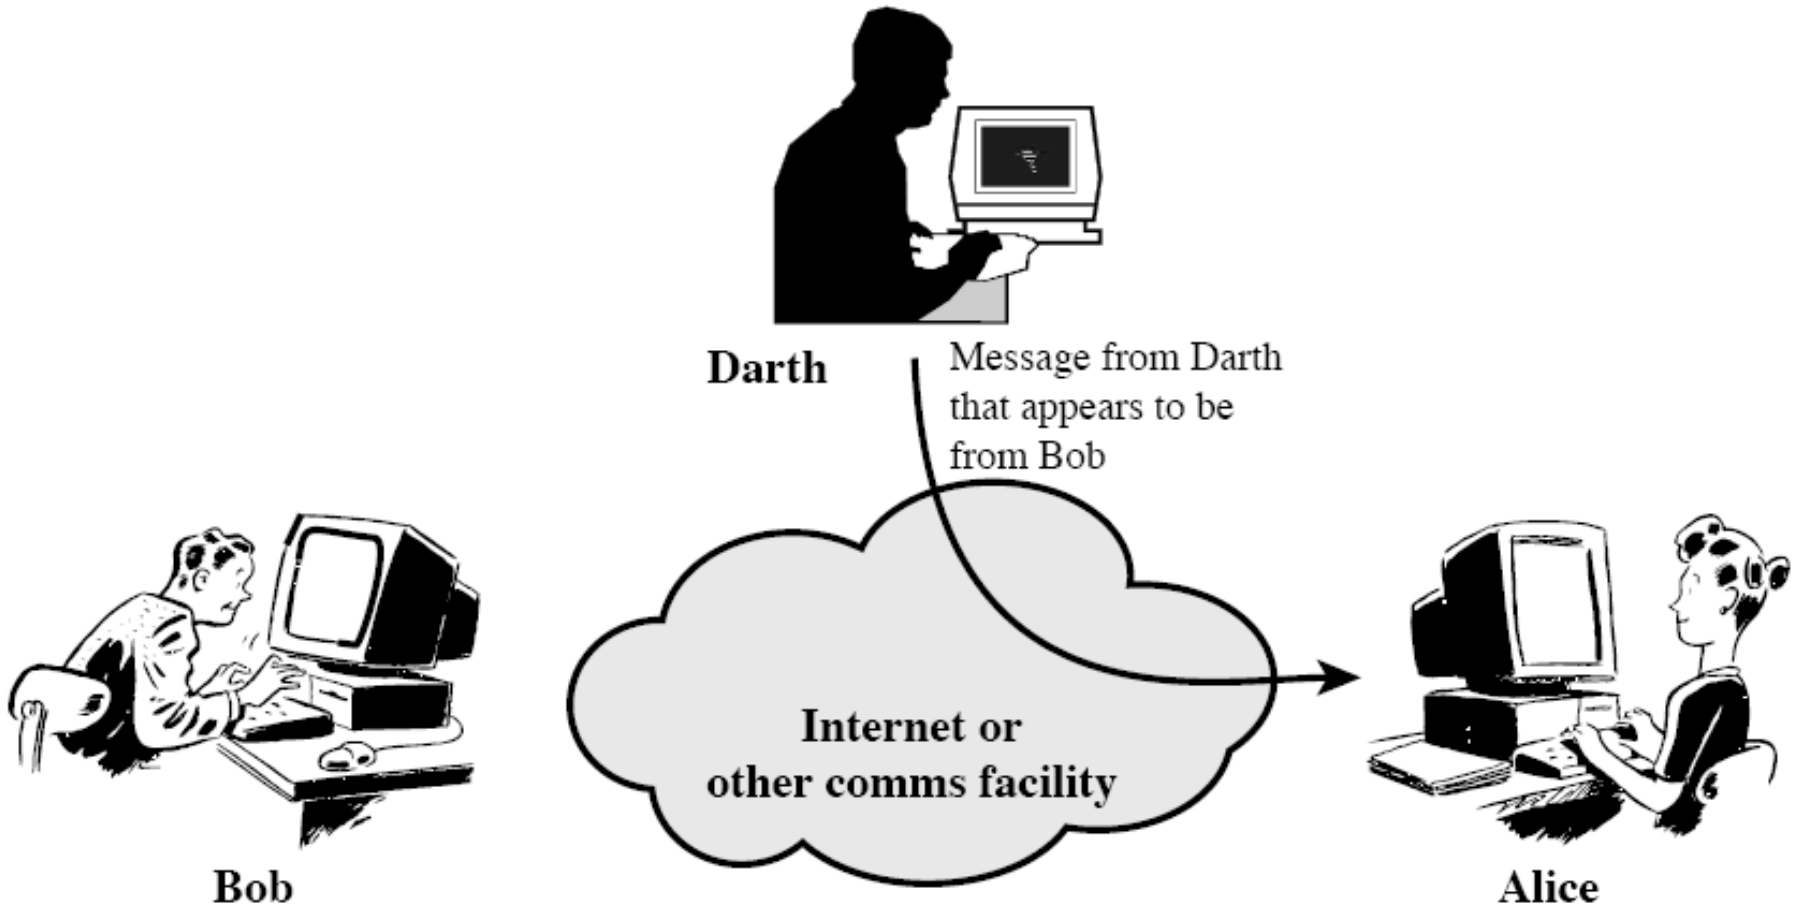 Darth
Message from Darth
that appears to be
from Bob
Internet or
other comms facility
Bob
Alice